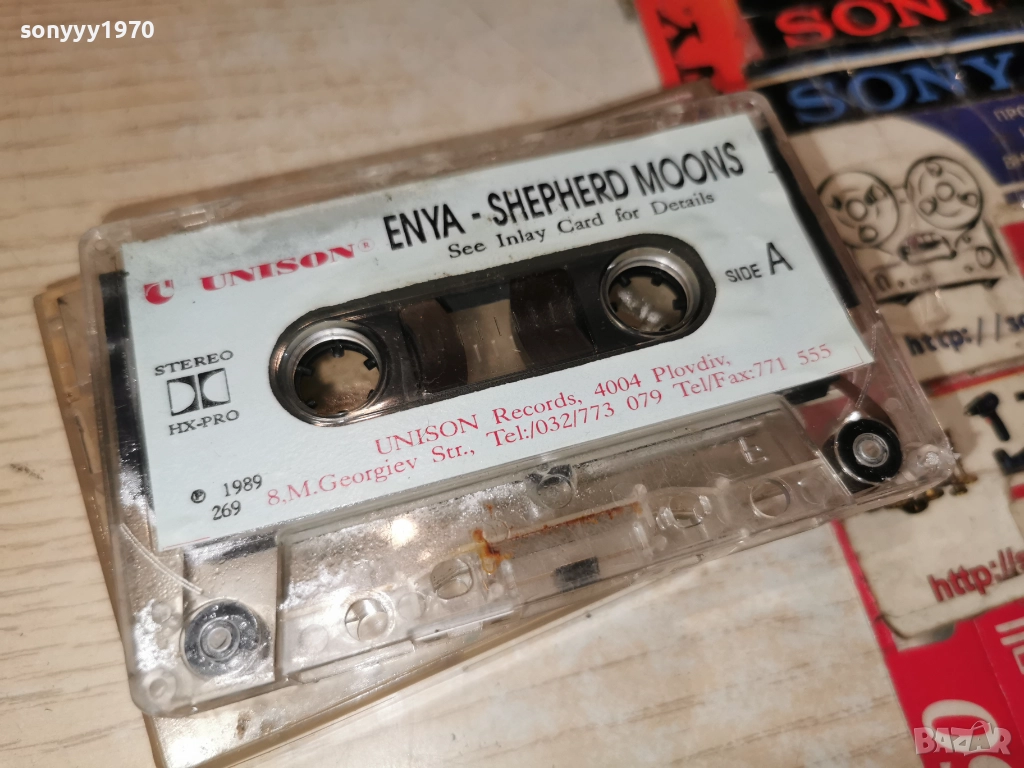 sonyyy1970
SONY
SONY
ENYA - SHEPHERD MOONS
UNISON®
See Inlay Card for Details
SIDE A
STEREO
HX-PRO
UNISON Records, 4004 Plovdiv,
8.M.Georgiev Str., Tel:/032/773 079 Tel/Fax:771 555
℗ 1989
269
http://
http://
BAZAR